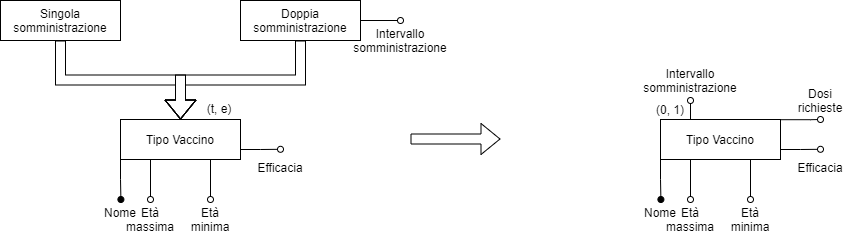 Singola
somministrazione
Doppia
somministrazione
Intervallo
somministrazione
(t, e)
Tipo Vaccino
Efficacia
Nome
Età
massima
Età
minima
Intervallo
somministrazione
(0, 1)
Dosi
richieste
Tipo Vaccino
Efficacia
Nome
Età
massima
Età
minima